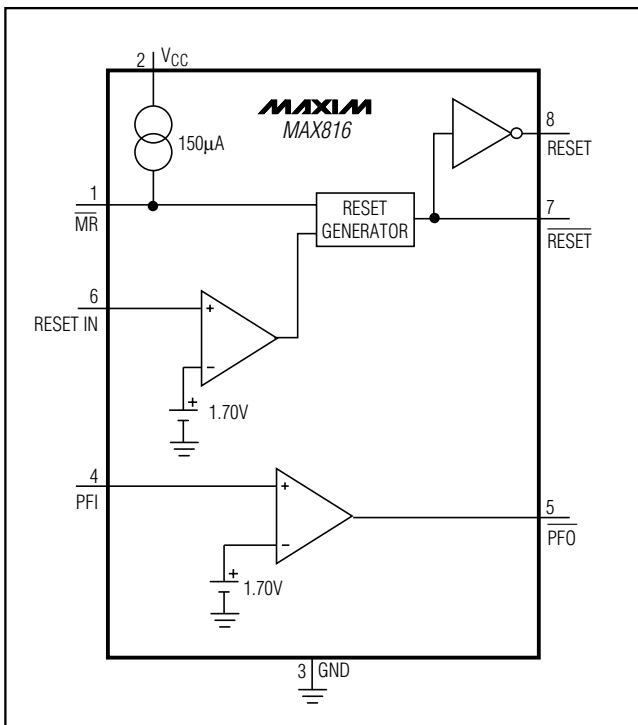 2 VCC
MAXIM
MAX816
150µA
8
RESET
1
MR
RESET
GENERATOR
7
RESET
6
RESET IN
+
−
+
1.70V
4
PFI
+
−
5
PFO
+
1.70V
3 GND